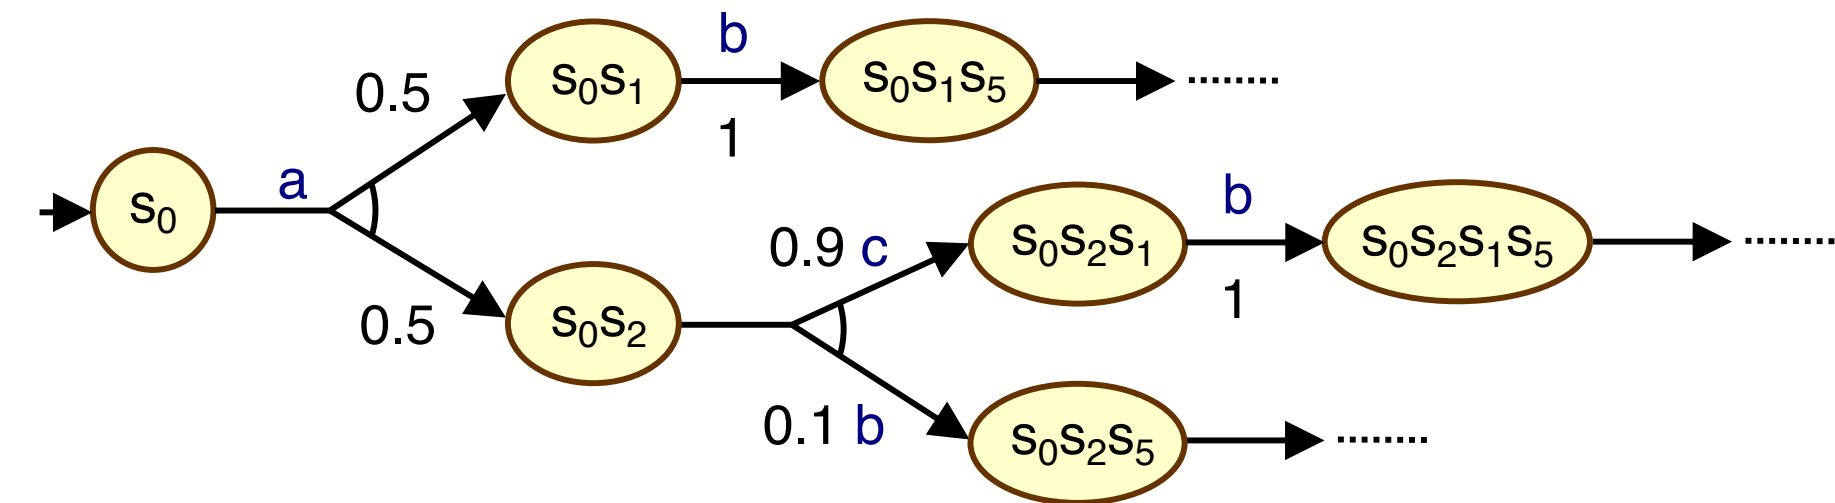 b
0.5
s₀s₁
s₀s₁s₅
1
a
s₀
b
0.9 c
s₀s₂s₁
s₀s₂s₁s₅
1
0.5
s₀s₂
0.1 b
s₀s₂s₅